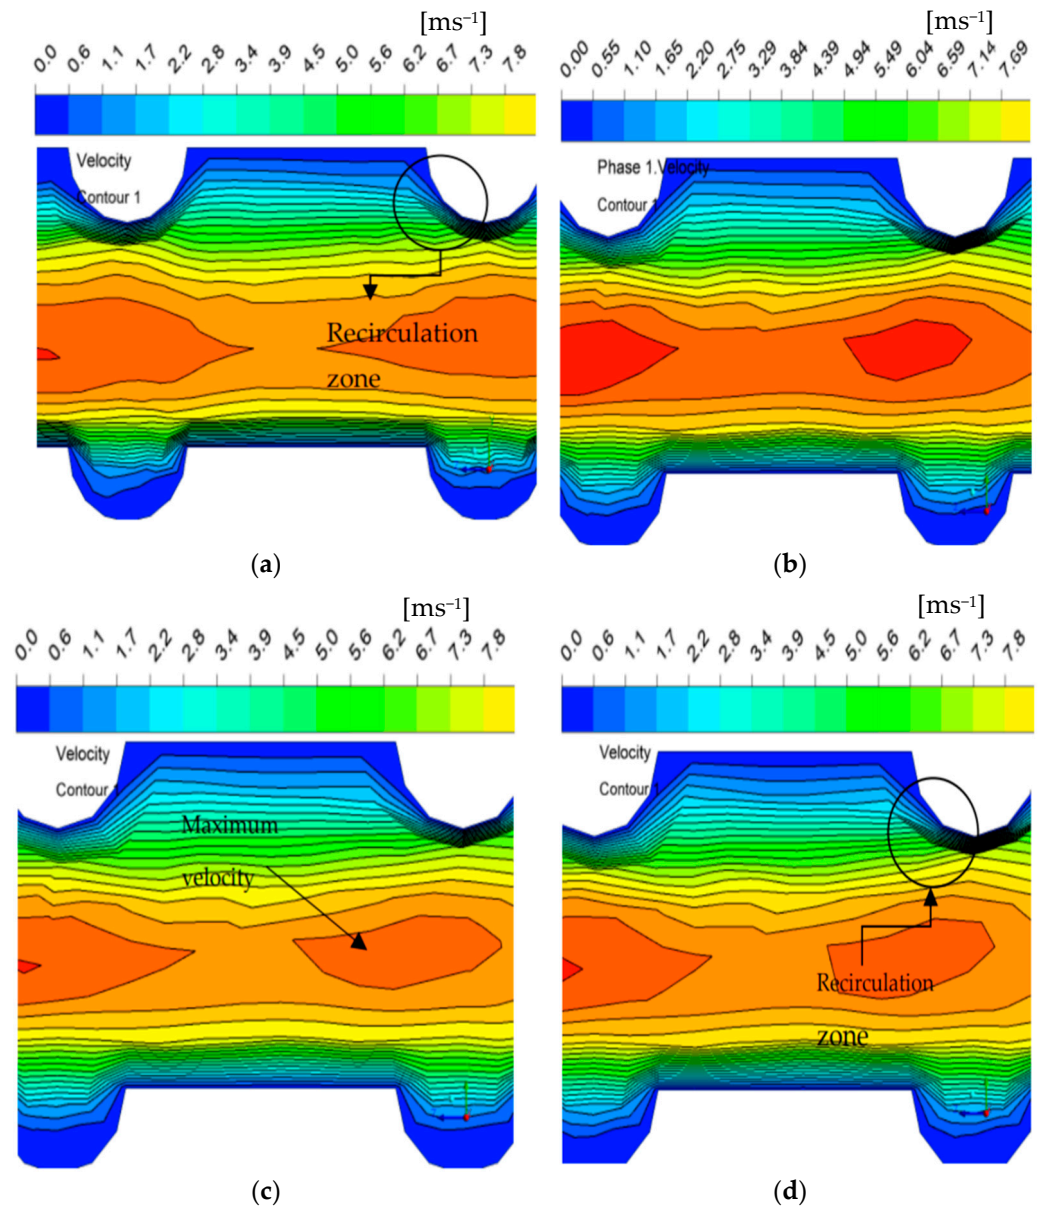 [ms⁻¹]
0.0 0.6 1.1 1.7 2.2 2.8 3.4 3.9 4.5 5.0 5.6 6.2 6.7 7.3 7.8
Velocity
Contour 1
Recirculation
zone
(a)
[ms⁻¹]
0.00 0.55 1.10 1.65 2.20 2.75 3.29 3.84 4.39 4.94 5.49 6.04 6.59 7.14 7.69
Phase 1.Velocity
Contour 1
(b)
[ms⁻¹]
0.0 0.6 1.1 2.2 2.8 3.4 3.9 4.5 5.0 5.6 6.2 6.7 7.3 7.8
Velocity
Contour 1
Maximum
velocity
(c)
[ms⁻¹]
0.0 0.6 1.1 2.2 2.8 3.4 3.9 4.5 5.0 5.6 6.2 6.7 7.3 7.8
Velocity
Contour 1
Recirculation
zone
(d)